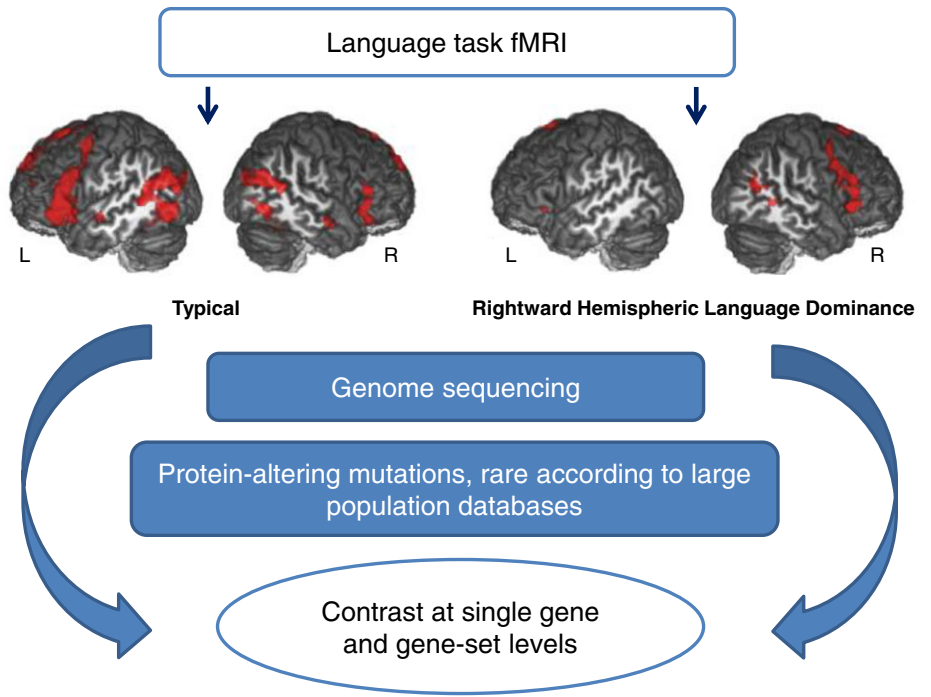 Language task fMRI
L
R
L
R
Typical
Rightward Hemispheric Language Dominance
Genome sequencing
Protein-altering mutations, rare according to large
population databases
Contrast at single gene
and gene-set levels